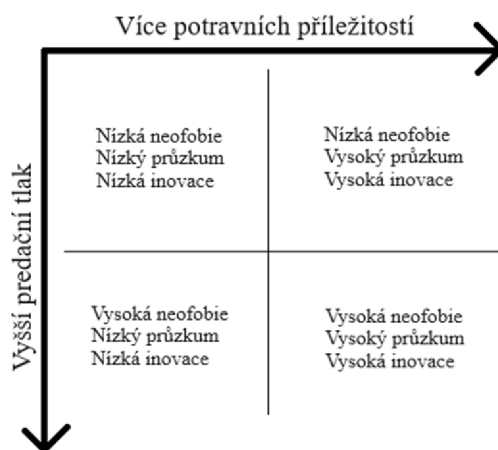 Více potravních příležitostí
Vyšší predační tlak
Nízká neofobie
Nízký průzkum
Nízká inovace
Nízká neofobie
Vysoký průzkum
Vysoká inovace
Vysoká neofobie
Nízký průzkum
Nízká inovace
Vysoká neofobie
Vysoký průzkum
Vysoká inovace